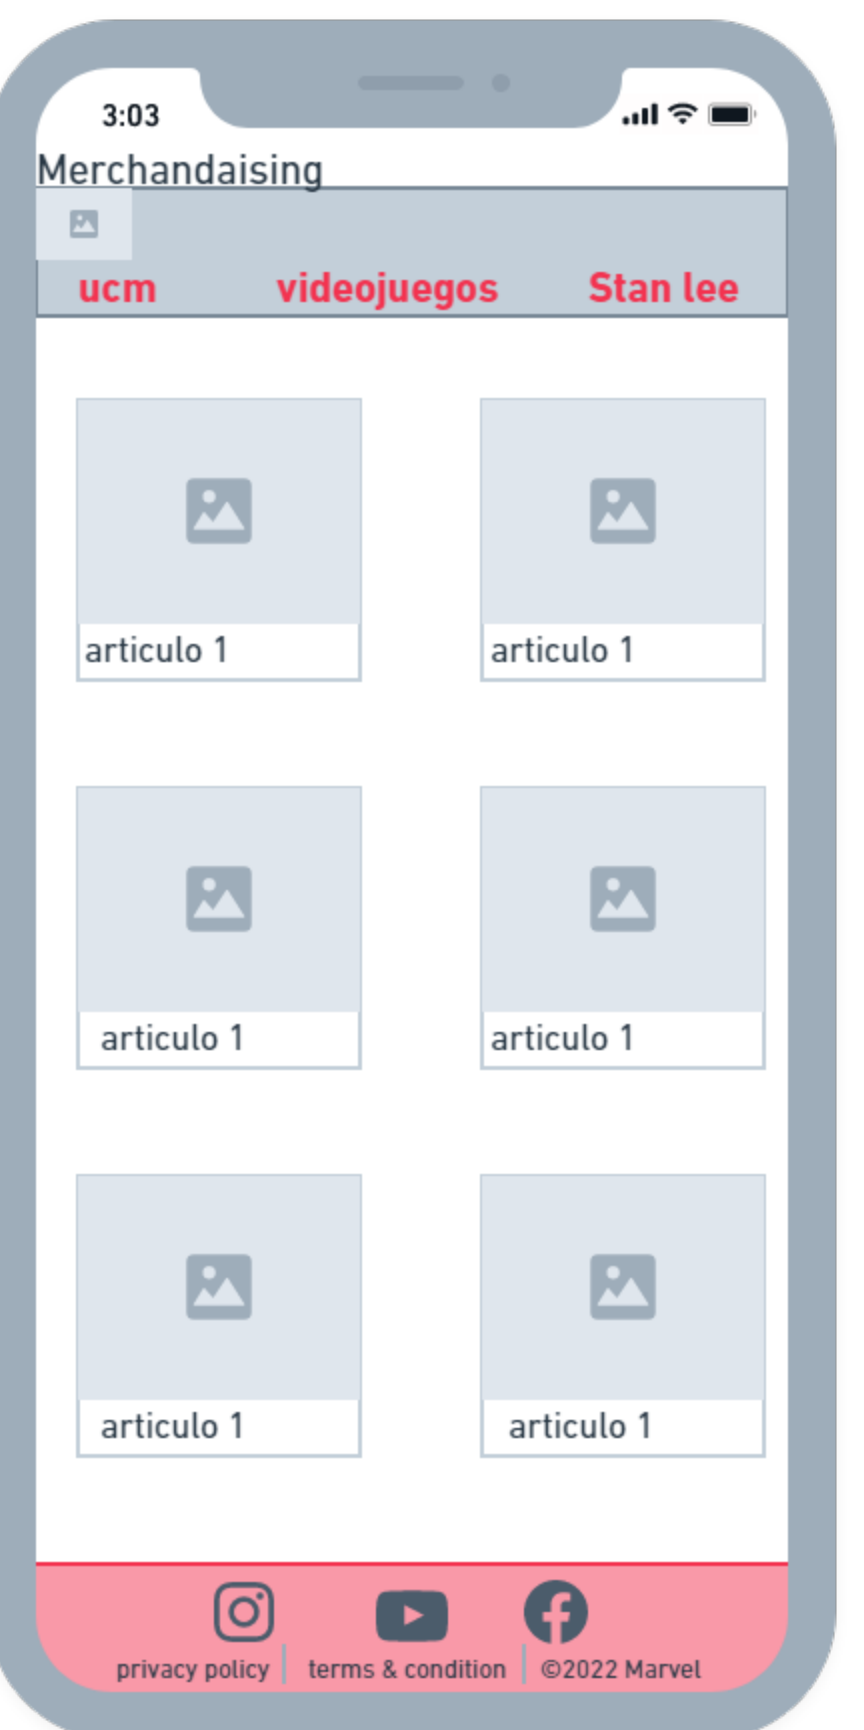 3:03
Merchandaising
ucm videojuegos Stan lee
articulo 1 articulo 1
articulo 1 articulo 1
articulo 1 articulo 1
privacy policy terms & condition ©2022 Marvel